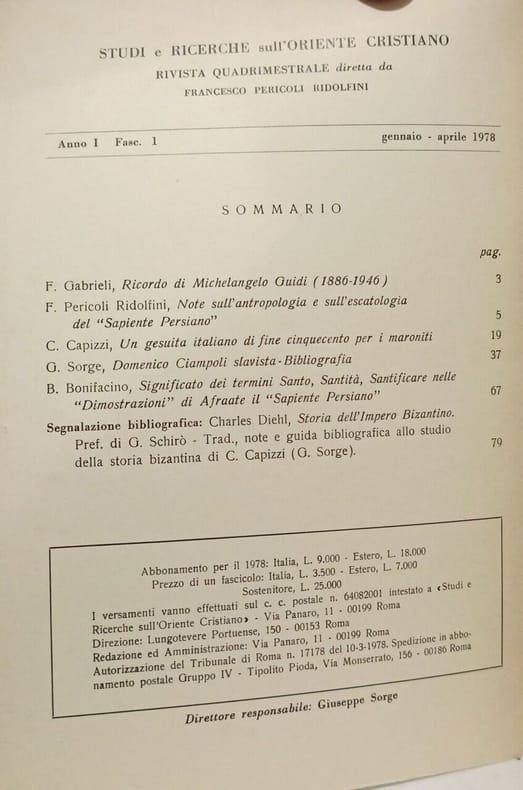 STUDI e RICERCHE sull'ORIENTE CRISTIANO
RIVISTA QUADRIMESTRALE diretta da
FRANCESCO PERICOLI RIDOLFINI
Anno I Fasc. 1 gennaio - aprile 1978
SOMMARIO
pag.
F. Gabrieli, Ricordo di Michelangelo Guidi (1886-1946) 3
F. Pericoli Ridolfini, Note sull'antropologia e sull'escatologia
del "Sapiente Persiano" 5
C. Capizzi, Un gesuita italiano di fine cinquecento per i maroniti 19
G. Sorge, Domenico Ciampoli slavista - Bibliografia 37
B. Bonifacino, Significato dei termini Santo, Santità, Santificare nelle
"Dimostrazioni" di Afraate il "Sapiente Persiano" 67
Segnalazione bibliografica: Charles Diehl, Storia dell'Impero Bizantino.
Pref. di G. Schirò - Trad., note e guida bibliografica allo studio
della storia bizantina di C. Capizzi (G. Sorge). 79
Abbonamento per il 1978: Italia, L. 9.000 - Estero, L. 18.000
Prezzo di un fascicolo: Italia, L. 3.500 - Estero, L. 7.000
Sostenitore, L. 25.000
I versamenti vanno effettuati sul c. c. postale n. 64082001 intestato a «Studi e
Ricerche sull'Oriente Cristiano» - Via Panaro, 11 - 00199 Roma
Direzione: Lungotevere Portuense, 150 - 00153 Roma
Redazione ed Amministrazione: Via Panaro, 11 - 00199 Roma
Autorizzazione del Tribunale di Roma n. 17178 del 10-3-1978. Spedizione in abbo-
namento postale Gruppo IV - Tipolito Pioda, Via Monserrato, 156 - 00186 Roma
Direttore responsabile: Giuseppe Sorge